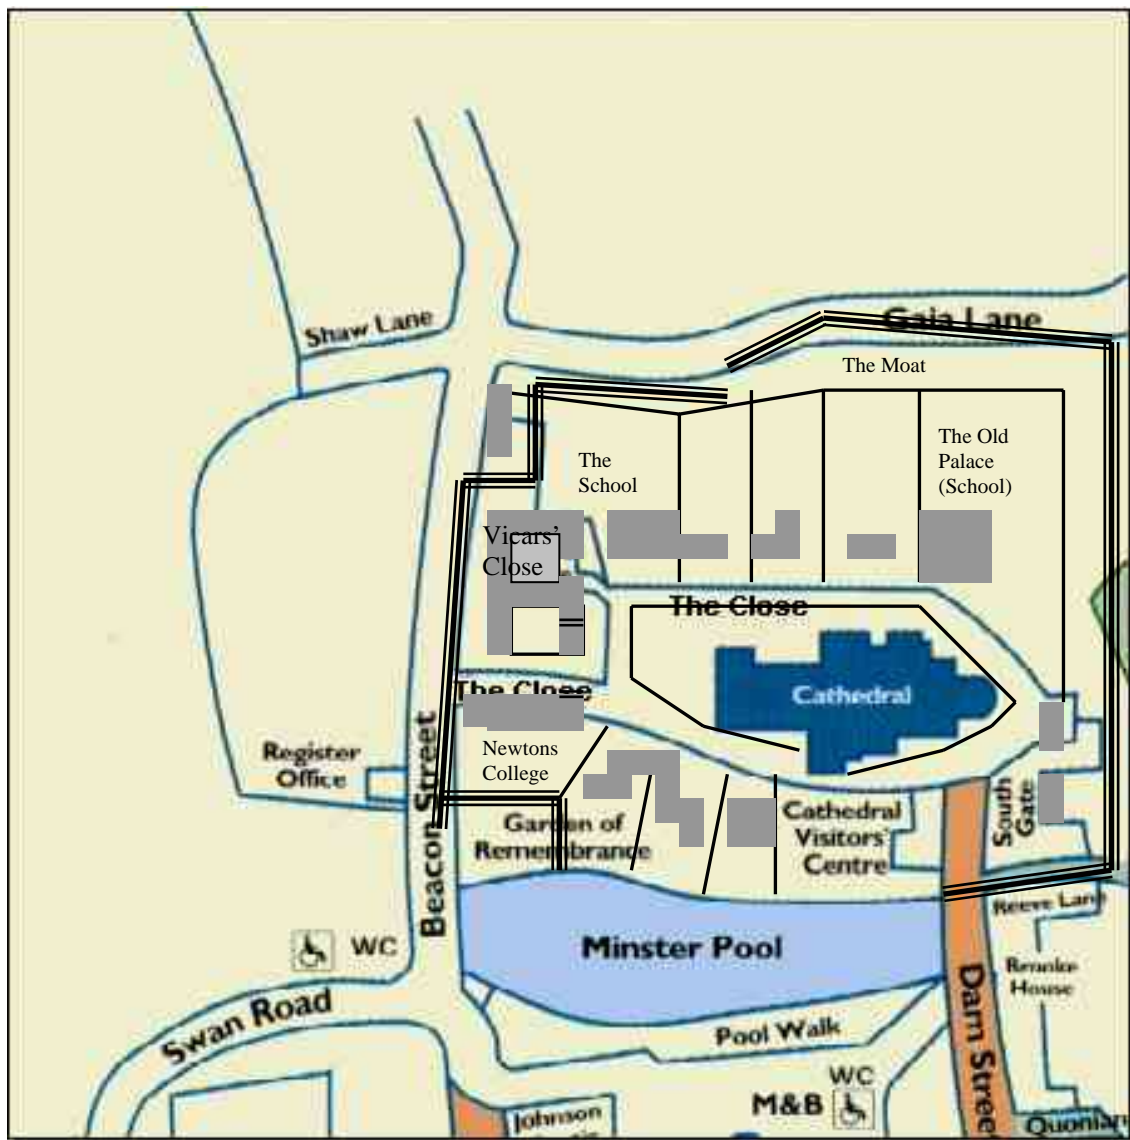 Shaw Lane
Gaia Lane
The Moat
The Old
Palace
(School)
The
School
Vicars'
Close
The Close
Cathedral
The Close
Newtons
College
Register
Office
Beacon Street
Garden of
Remembrance
Cathedral
Visitors'
Centre
South
Gate
Reeve Lane
Minster Pool
WC
House
Dam Stree
Swan Road
Pool Walk
WC
M&B
Johnson
Quonian